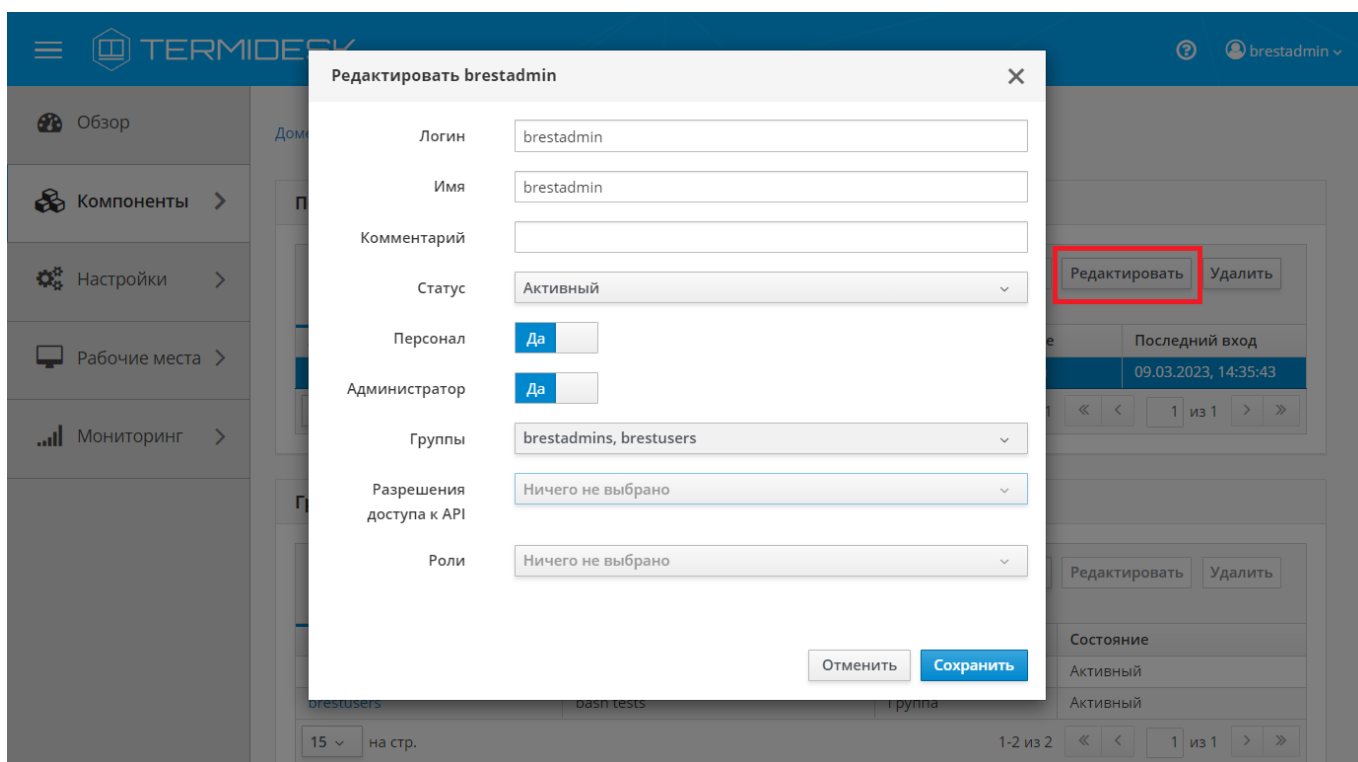 TERMIDESK
brestadmin
Редактировать brestadmin
Обзор
Компоненты
Настройки
Рабочие места
Мониторинг
Логин
brestadmin
Имя
brestadmin
Комментарий
Статус
Активный
Персонал
Да
Администратор
Да
Группы
brestadmins, brestusers
Разрешения
доступа к API
Ничего не выбрано
Роли
Ничего не выбрано
Отменить
Сохранить
Редактировать
Удалить
Последний вход
09.03.2023, 14:35:43
1 из 1
Редактировать
Удалить
Состояние
Активный
brestusers
bash tests
Группа
Активный
15
на стр.
1-2 из 2
1 из 1